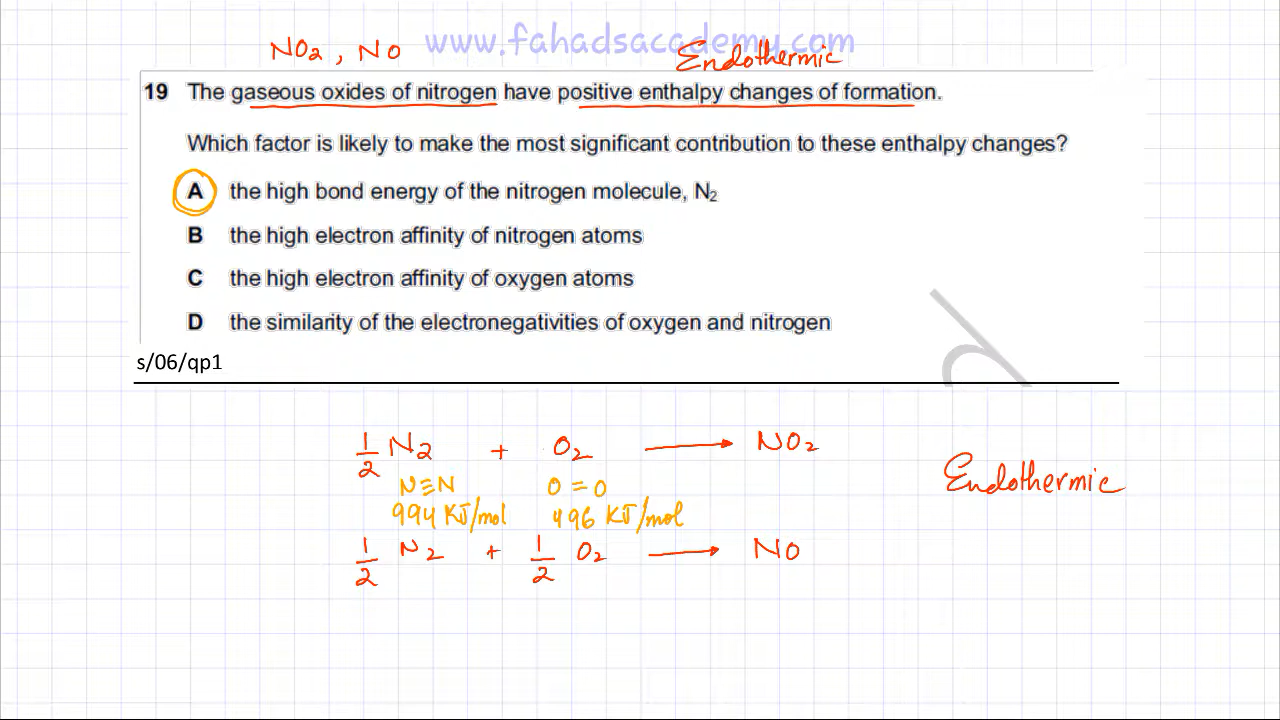 NO₂, NO www.fahadsacademy.com
Endothermic
19 The gaseous oxides of nitrogen have positive enthalpy changes of formation.
Which factor is likely to make the most significant contribution to these enthalpy changes?
A the high bond energy of the nitrogen molecule, N₂
B the high electron affinity of nitrogen atoms
C the high electron affinity of oxygen atoms
D the similarity of the electronegativities of oxygen and nitrogen
s/06/qp1
1/2 N₂ + O₂ → NO₂
Endothermic
N≡N O=O
994 KJ/mol 496 KJ/mol
1/2 N₂ + 1/2 O₂ → NO